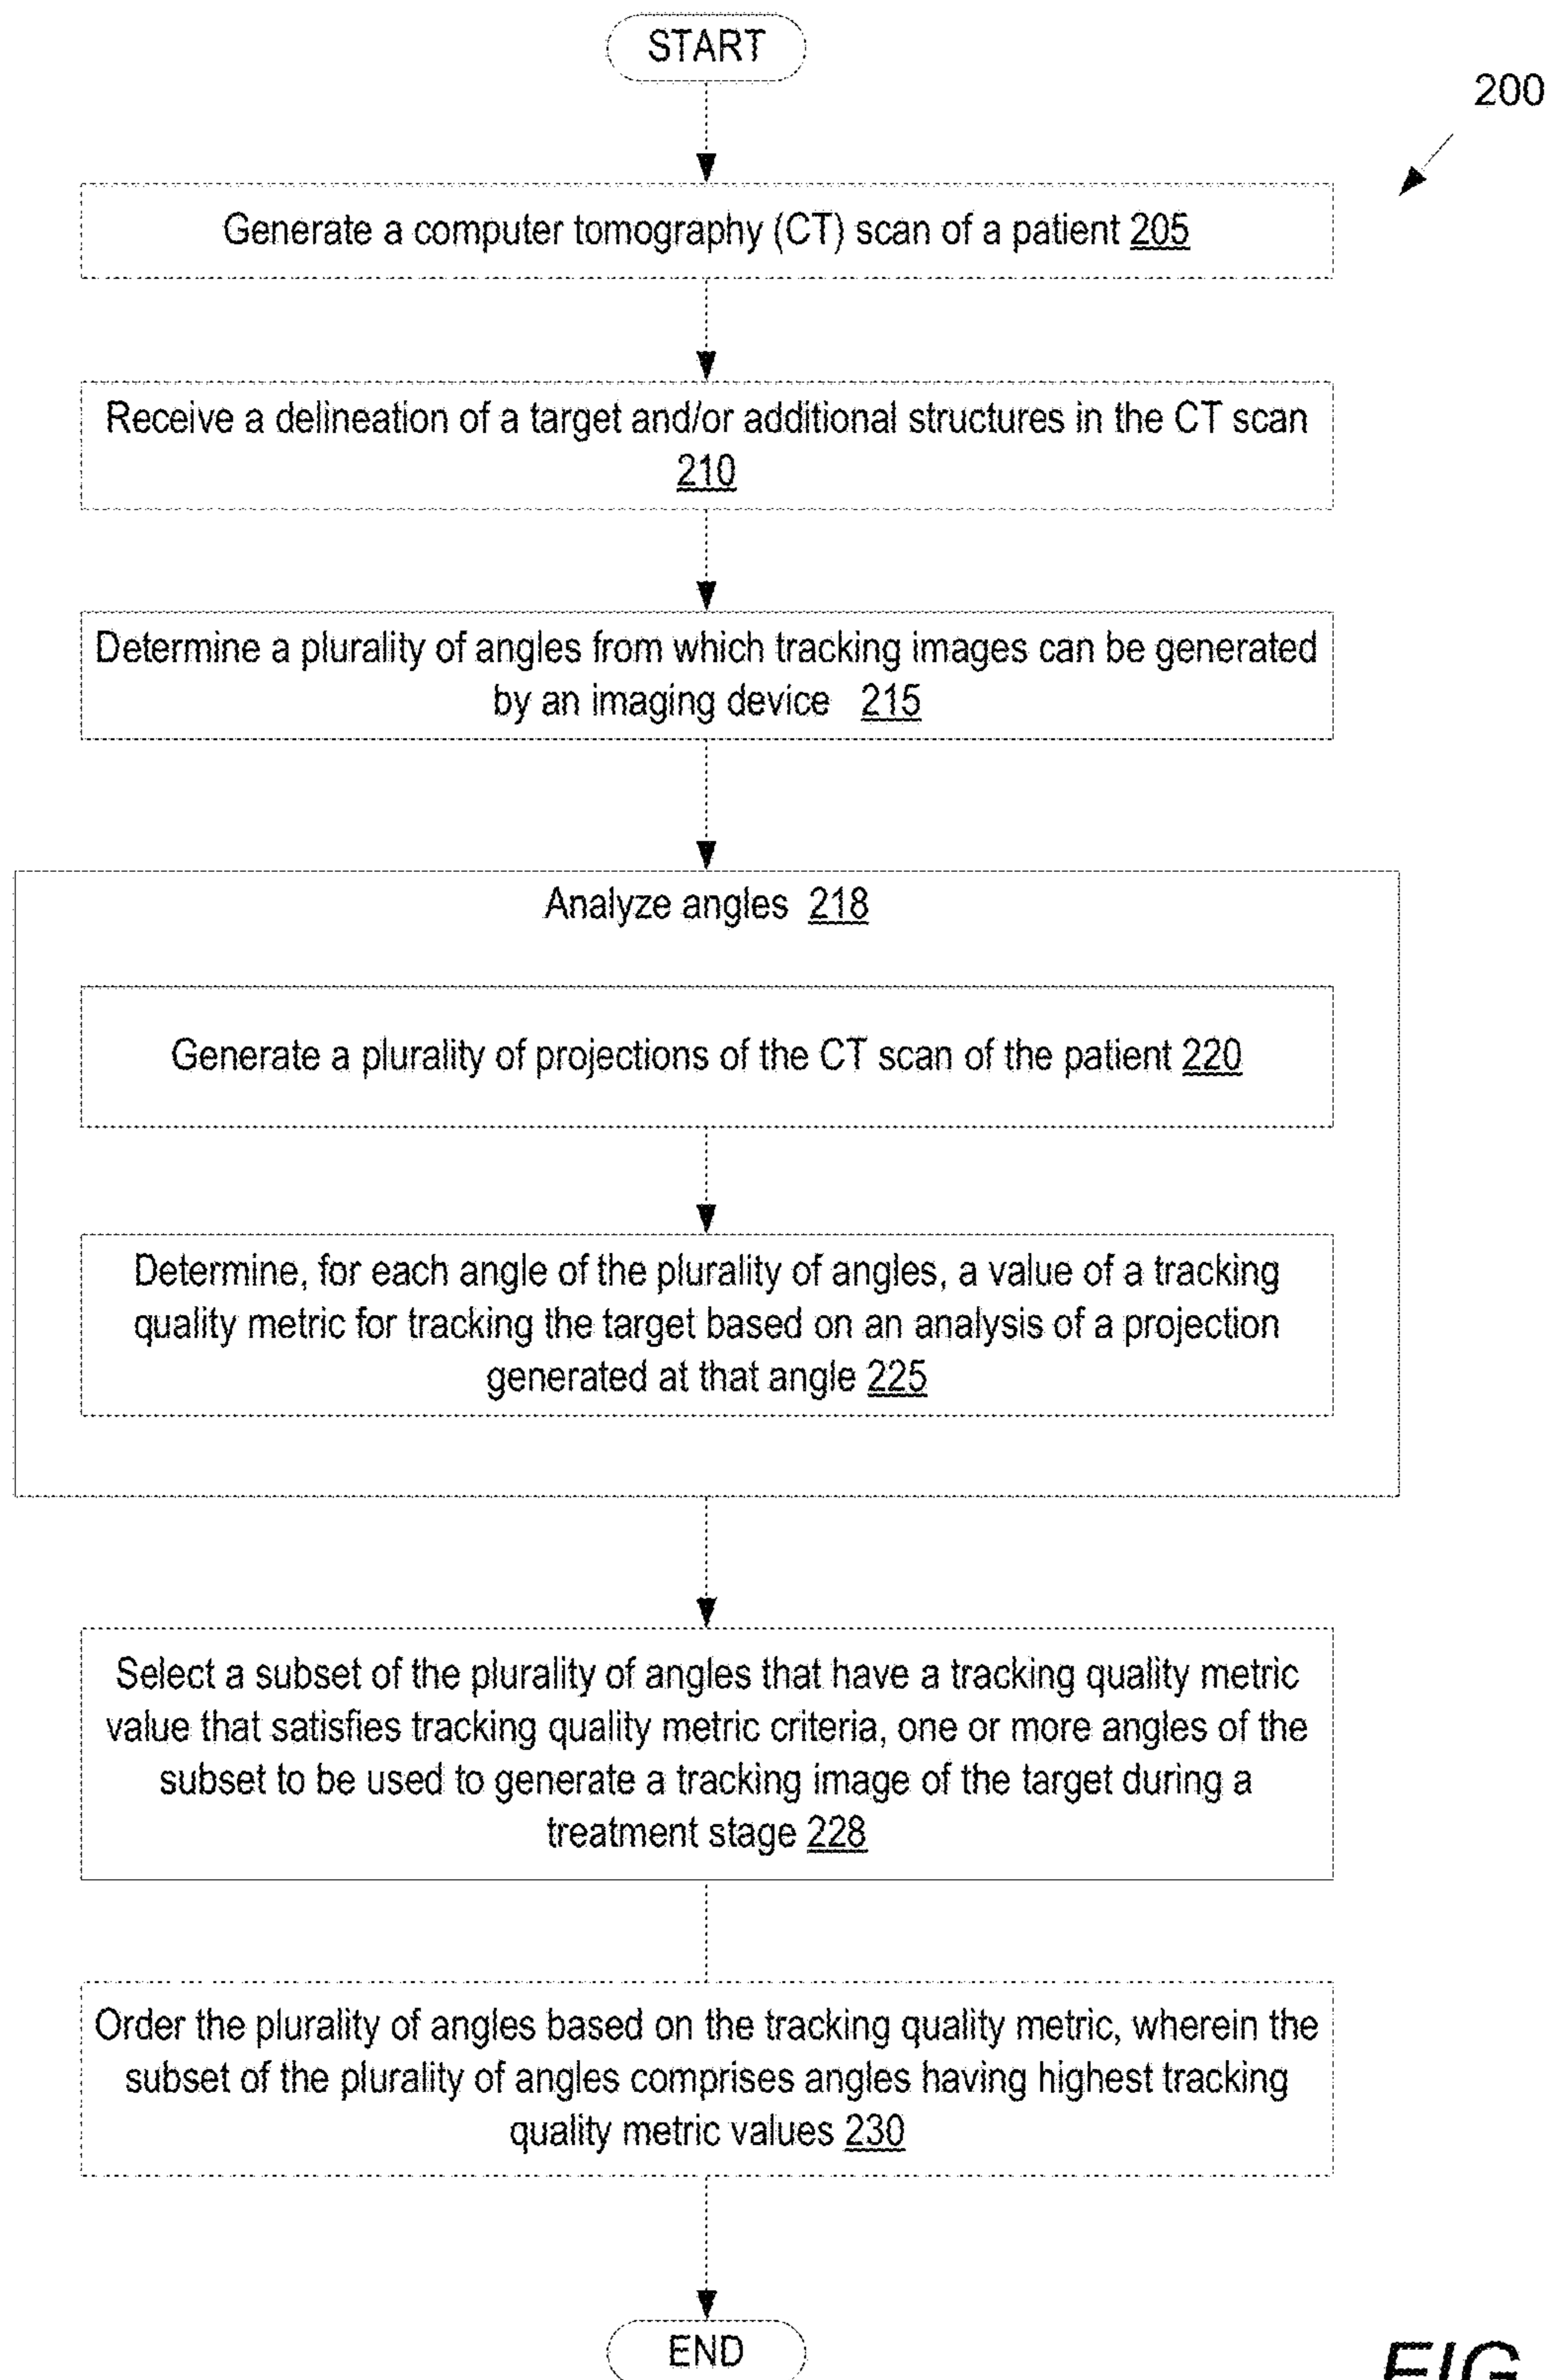 START
200
Generate a computer tomography (CT) scan of a patient 205
Receive a delineation of a target and/or additional structures in the CT scan
210
Determine a plurality of angles from which tracking images can be generated
by an imaging device 215
Analyze angles 218
Generate a plurality of projections of the CT scan of the patient 220
Determine, for each angle of the plurality of angles, a value of a tracking
quality metric for tracking the target based on an analysis of a projection
generated at that angle 225
Select a subset of the plurality of angles that have a tracking quality metric
value that satisfies tracking quality metric criteria, one or more angles of the
subset to be used to generate a tracking image of the target during a
treatment stage 228
Order the plurality of angles based on the tracking quality metric, wherein the
subset of the plurality of angles comprises angles having highest tracking
quality metric values 230
END
FIG